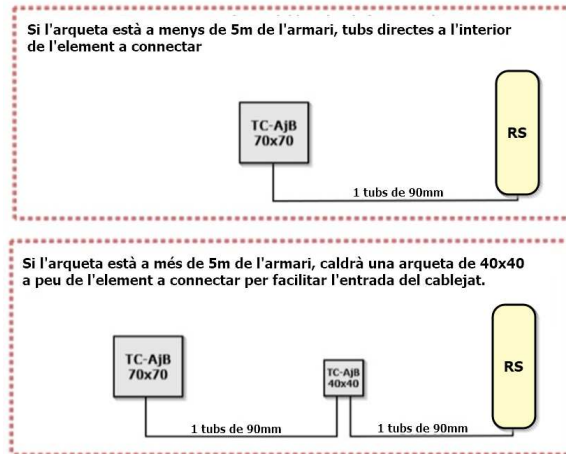 Si l'arqueta està a menys de 5m de l'armari, tubs directes a l'interior
de l'element a connectar
TC-AjB
70x70
RS
1 tubs de 90mm
Si l'arqueta està a més de 5m de l'armari, caldrà una arqueta de 40x40
a peu de l'element a connectar per facilitar l'entrada del cablejat.
TC-AjB
70x70
TC-AjB
40x40
RS
1 tubs de 90mm
1 tubs de 90mm